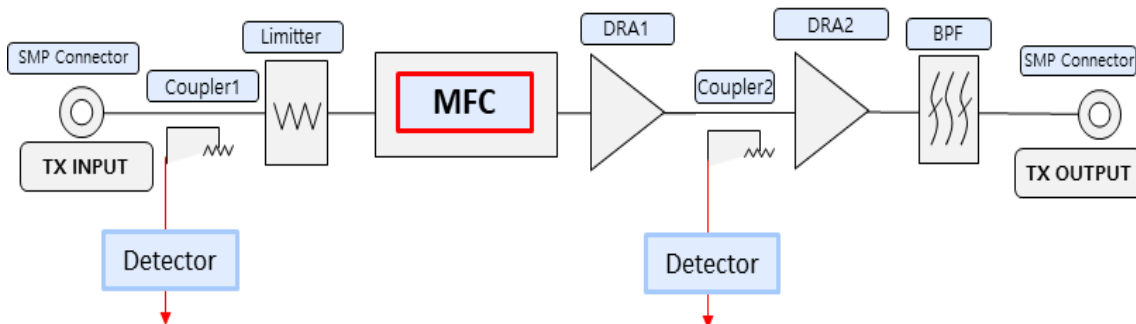 SMP Connector
Coupler1
Limitter
MFC
DRA1
Coupler2
DRA2
BPF
SMP Connector
TX INPUT
TX OUTPUT
Detector
Detector